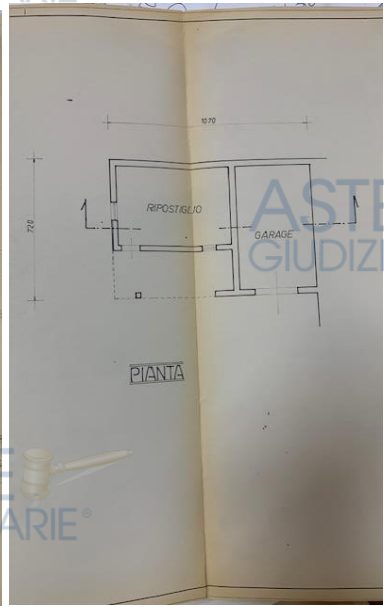 1070
720
RIPOSTIGLIO
GARAGE
PIANTA
ASTE
GIUDIZI
ARIE®